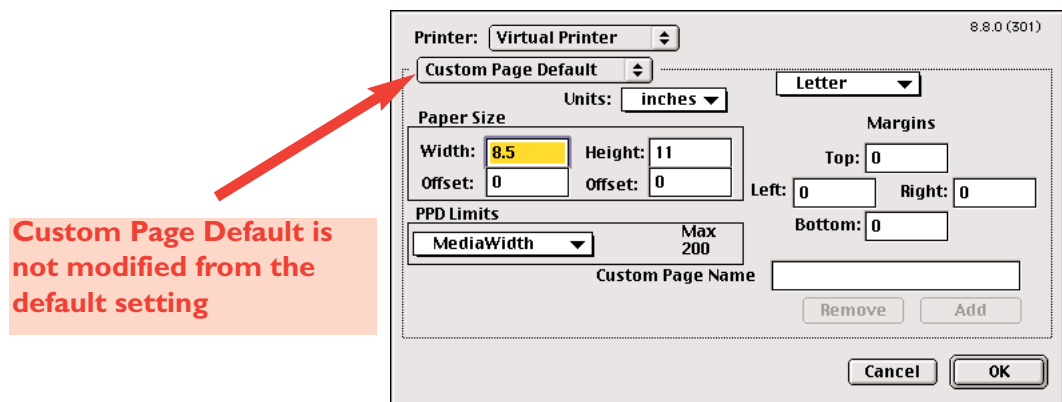 8.8.0 (301)
Printer: Virtual Printer
Custom Page Default
Letter
Units: inches
Paper Size
Margins
Width: 8.5 Height: 11
Top: 0
Offset: 0 Offset: 0
Left: 0 Right: 0
PPD Limits
Bottom: 0
MediaWidth
Max
200
Custom Page Name
Remove Add
Cancel OK
Custom Page Default is
not modified from the
default setting